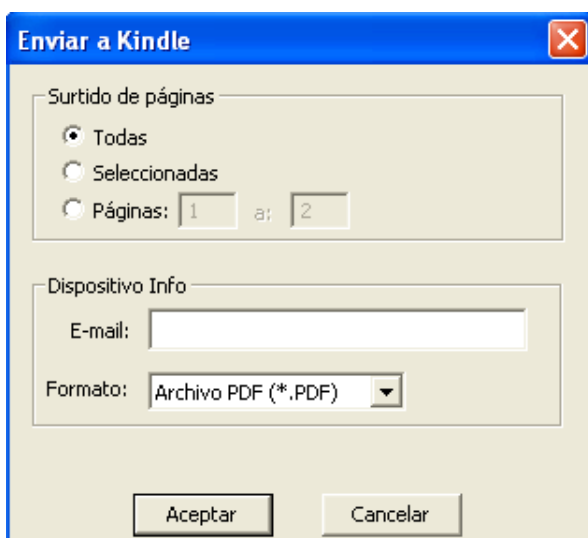 Enviar a Kindle
Surtido de páginas
Todas
Seleccionadas
Páginas: 1 a: 2
Dispositivo Info
E-mail:
Formato: Archivo PDF (*.PDF)
Aceptar Cancelar